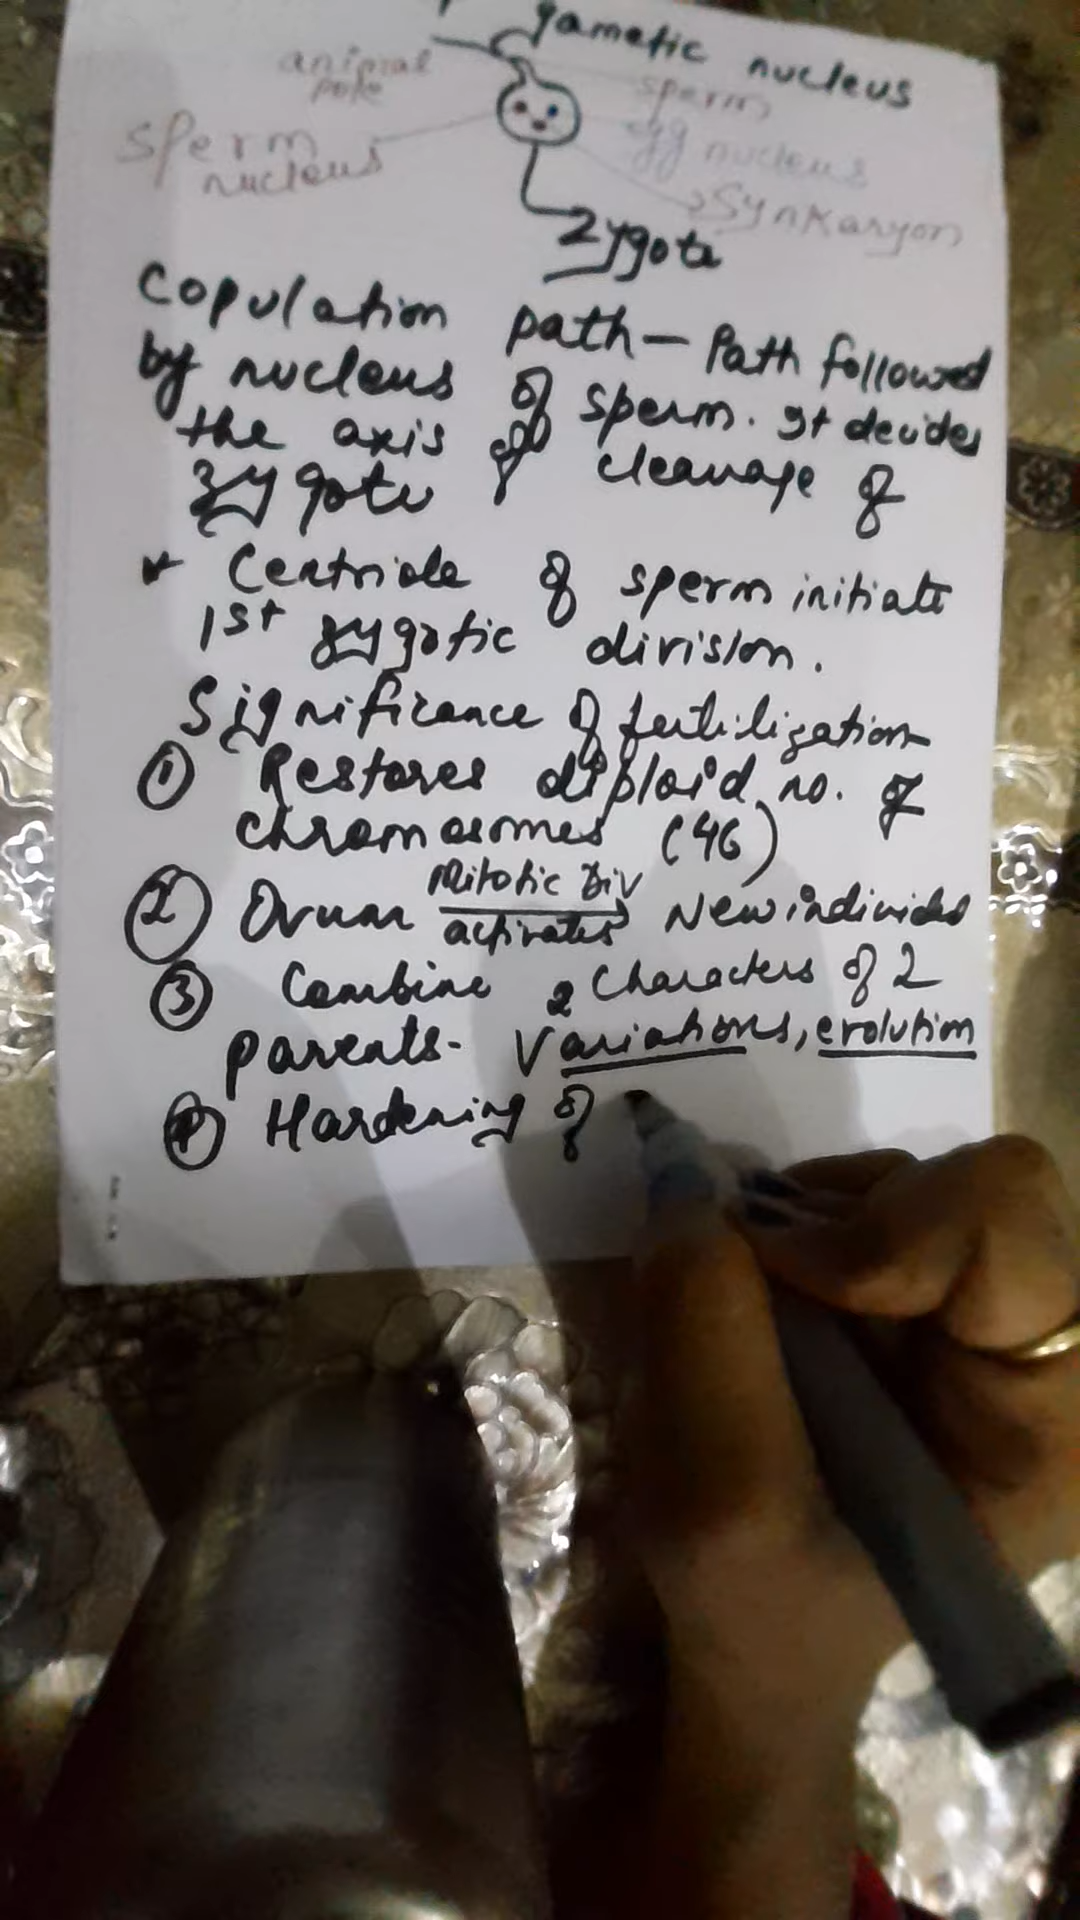 gametic nucleus
animal
pole
sperm
Sperm
nucleus
egg nucleus
Synkaryon
Zygote
Copulation path - Path followed
by nucleus of sperm. It decides
the axis of cleavage of
zygote
* Centriole of sperm initiate
1st zygotic division.
Significance of fertilization
① Restores diploid no. of
chromosomes (46)
Mitotic Div
② Ovum activates New individ
③ Combine 2 characters of 2
parents. Variations, evolution
④ Hardening of